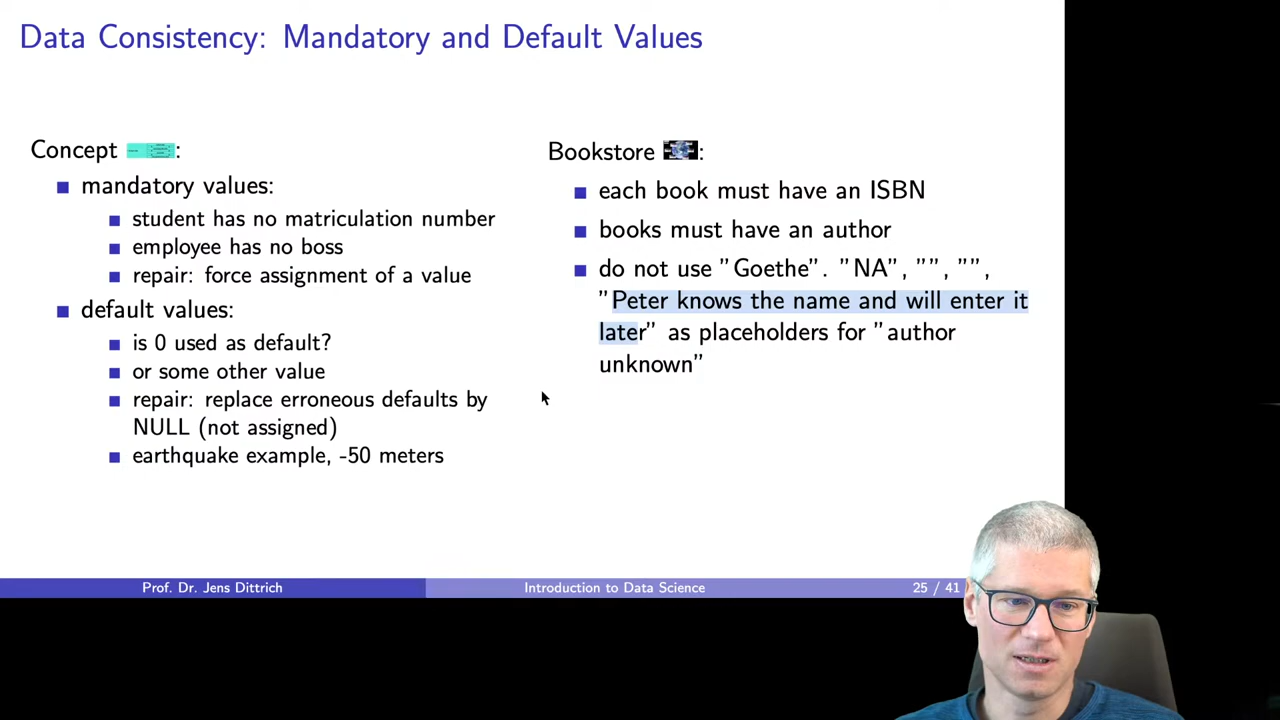 Data Consistency: Mandatory and Default Values
Concept :
mandatory values:
student has no matriculation number
employee has no boss
repair: force assignment of a value
default values:
is 0 used as default?
or some other value
repair: replace erroneous defaults by
NULL (not assigned)
earthquake example, -50 meters
Bookstore :
each book must have an ISBN
books must have an author
do not use ”Goethe”. ”NA”, ””, ””,
”Peter knows the name and will enter it
later” as placeholders for ”author
unknown”
Prof. Dr. Jens Dittrich
Introduction to Data Science
25 / 41